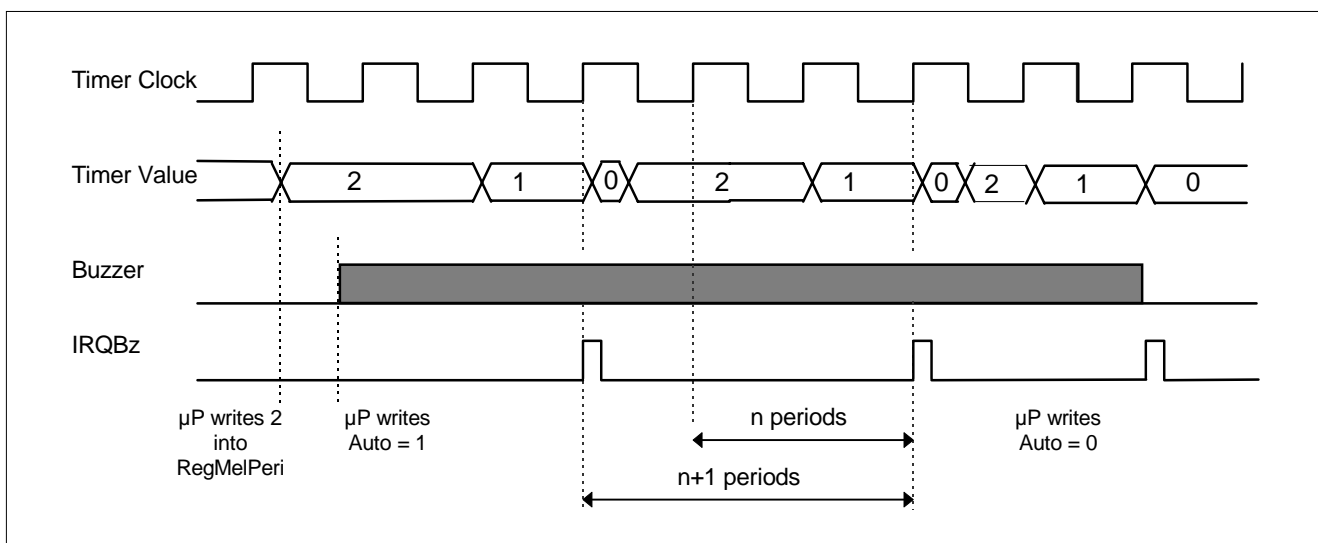 Timer Clock
Timer Value
2 1 0 2 1 0 2 1 0
Buzzer
IRQBz
µP writes 2
into
RegMelPeri
µP writes
Auto = 1
n periods
µP writes
Auto = 0
n+1 periods